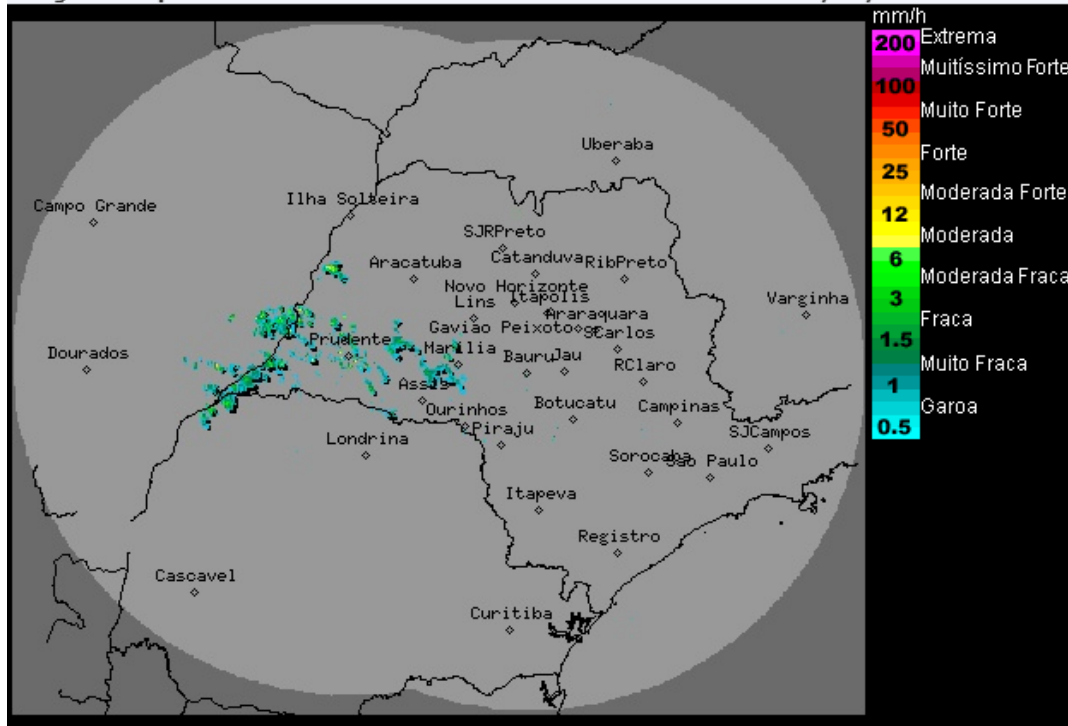 mm/h
200 Extrema
Muitíssimo Forte
100
Muito Forte
50
Forte
25
Moderada Forte
12
Moderada
6
Moderada Fraca
3
Fraca
1.5
Muito Fraca
1
Garoa
0.5
Uberaba
Campo Grande
Ilha Solteira
SJRPreto
Aracatuba
Catanduva
RibPreto
Novo Horizonte
Lins
Itapolis
Varginha
Araraquara
Gavião Peixoto
SCarlos
Dourados
Prudente
Marilia
Bauru
Jau
RClaro
Assis
Ourinhos
Botucatu
Campinas
Piraju
Londrina
SJCampos
Sorocaba
Sao Paulo
Itapeva
Registro
Cascavel
Curitiba